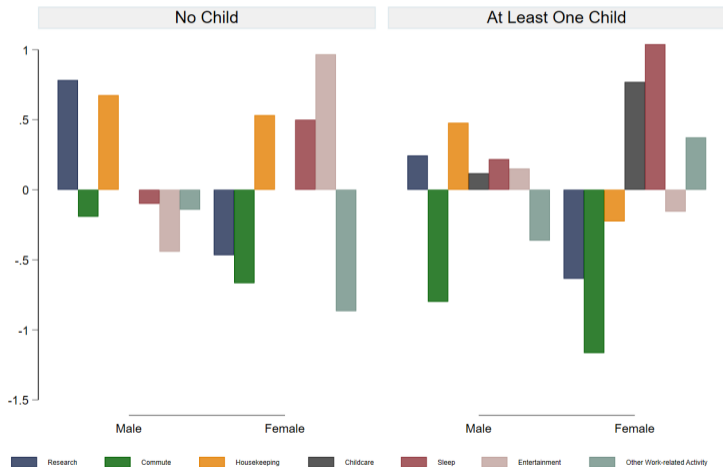 No Child At Least One Child
1
.5
0
-.5
-1
-1.5
Male Female Male Female
Research Commute Housekeeping Childcare Sleep Entertainment Other Work-related Activity